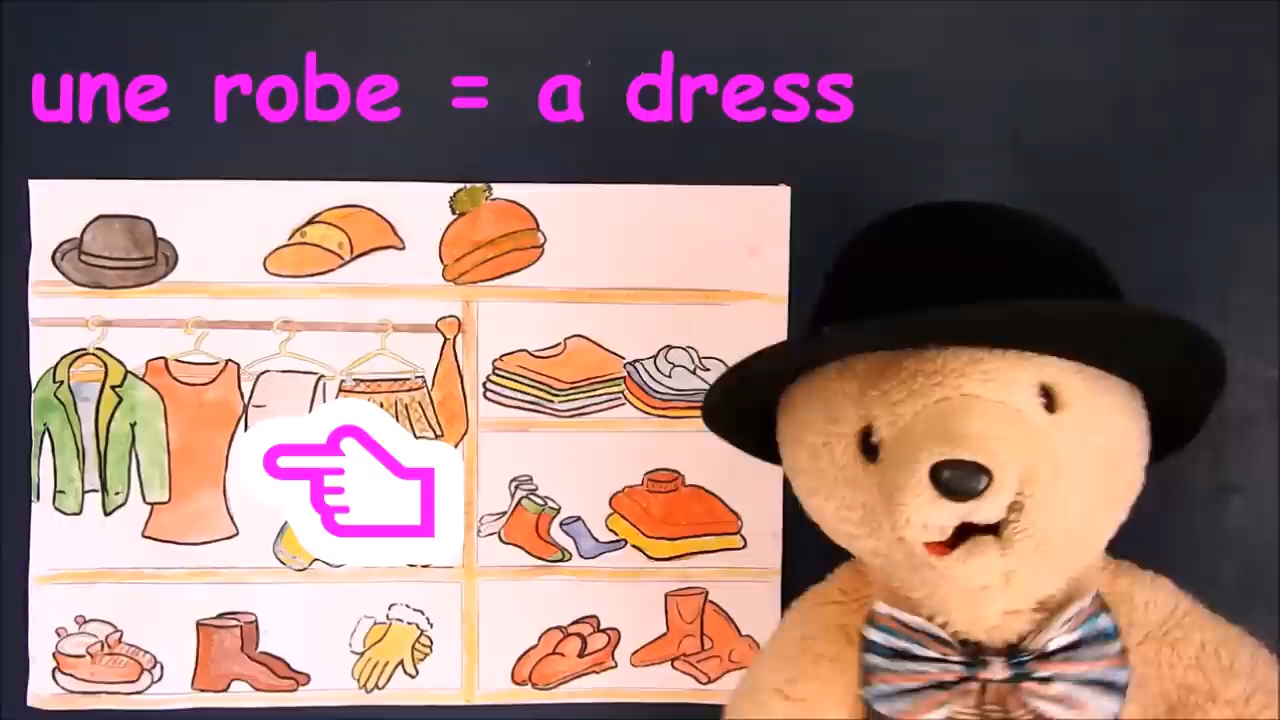 une robe = a dress